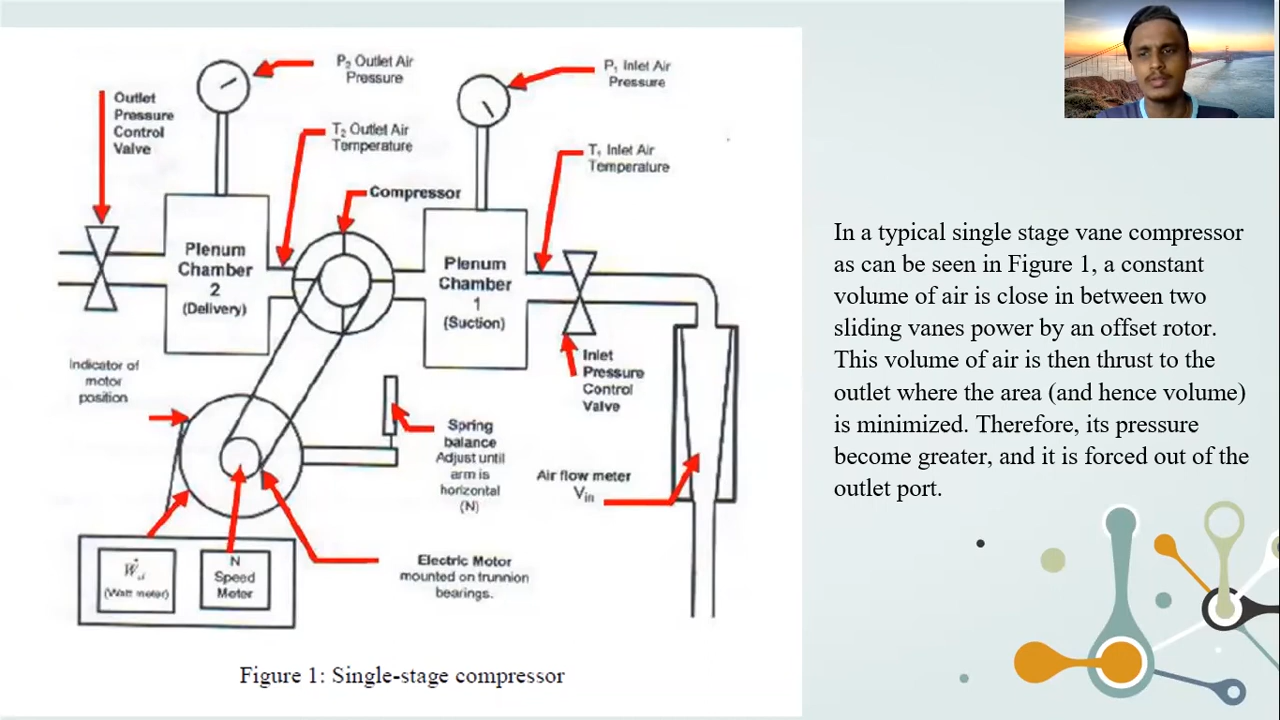 P₂ Outlet Air
Pressure
P₁ Inlet Air
Pressure
Outlet
Pressure
Control
Valve
T₂ Outlet Air
Temperature
T₁ Inlet Air
Temperature
Compressor
Plenum
Chamber
2
(Delivery)
Plenum
Chamber
1
(Suction)
Indicator of
motor
position
Inlet
Pressure
Control
Valve
Spring
balance
Adjust until
arm is
horizontal
(N)
Air flow meter
Vin
(Watt meter)
N
Speed
Meter
Electric Motor
mounted on trunnion
bearings.
Figure 1: Single-stage compressor
In a typical single stage vane compressor
as can be seen in Figure 1, a constant
volume of air is close in between two
sliding vanes power by an offset rotor.
This volume of air is then thrust to the
outlet where the area (and hence volume)
is minimized. Therefore, its pressure
become greater, and it is forced out of the
outlet port.